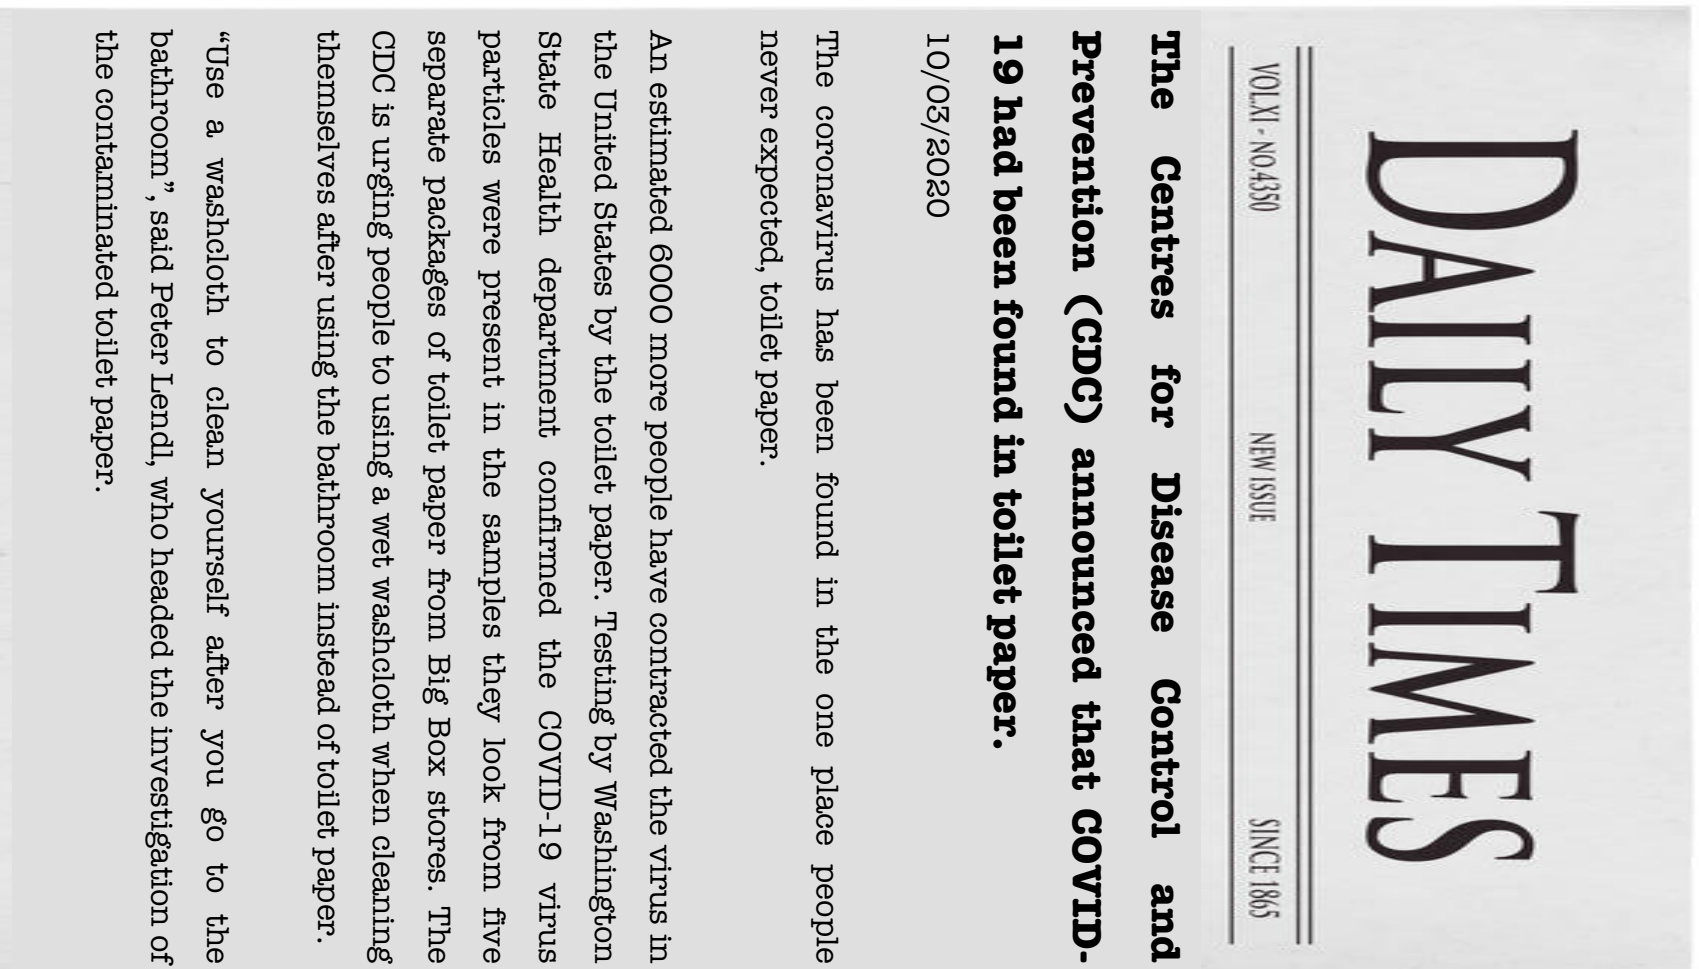 DAILY TIMES
VOL.XI - NO.4350 NEW ISSUE SINCE 1865
The Centres for Disease Control and
Prevention (CDC) announced that COVID-
19 had been found in toilet paper.
10/03/2020
The coronavirus has been found in the one place people
never expected, toilet paper.
An estimated 6000 more people have contracted the virus in
the United States by the toilet paper. Testing by Washington
State Health department confirmed the COVID-19 virus
particles were present in the samples they look from five
separate packages of toilet paper from Big Box stores. The
CDC is urging people to using a wet washcloth when cleaning
themselves after using the bathroom instead of toilet paper.
“Use a washcloth to clean yourself after you go to the
bathroom”, said Peter Lendl, who headed the investigation of
the contaminated toilet paper.